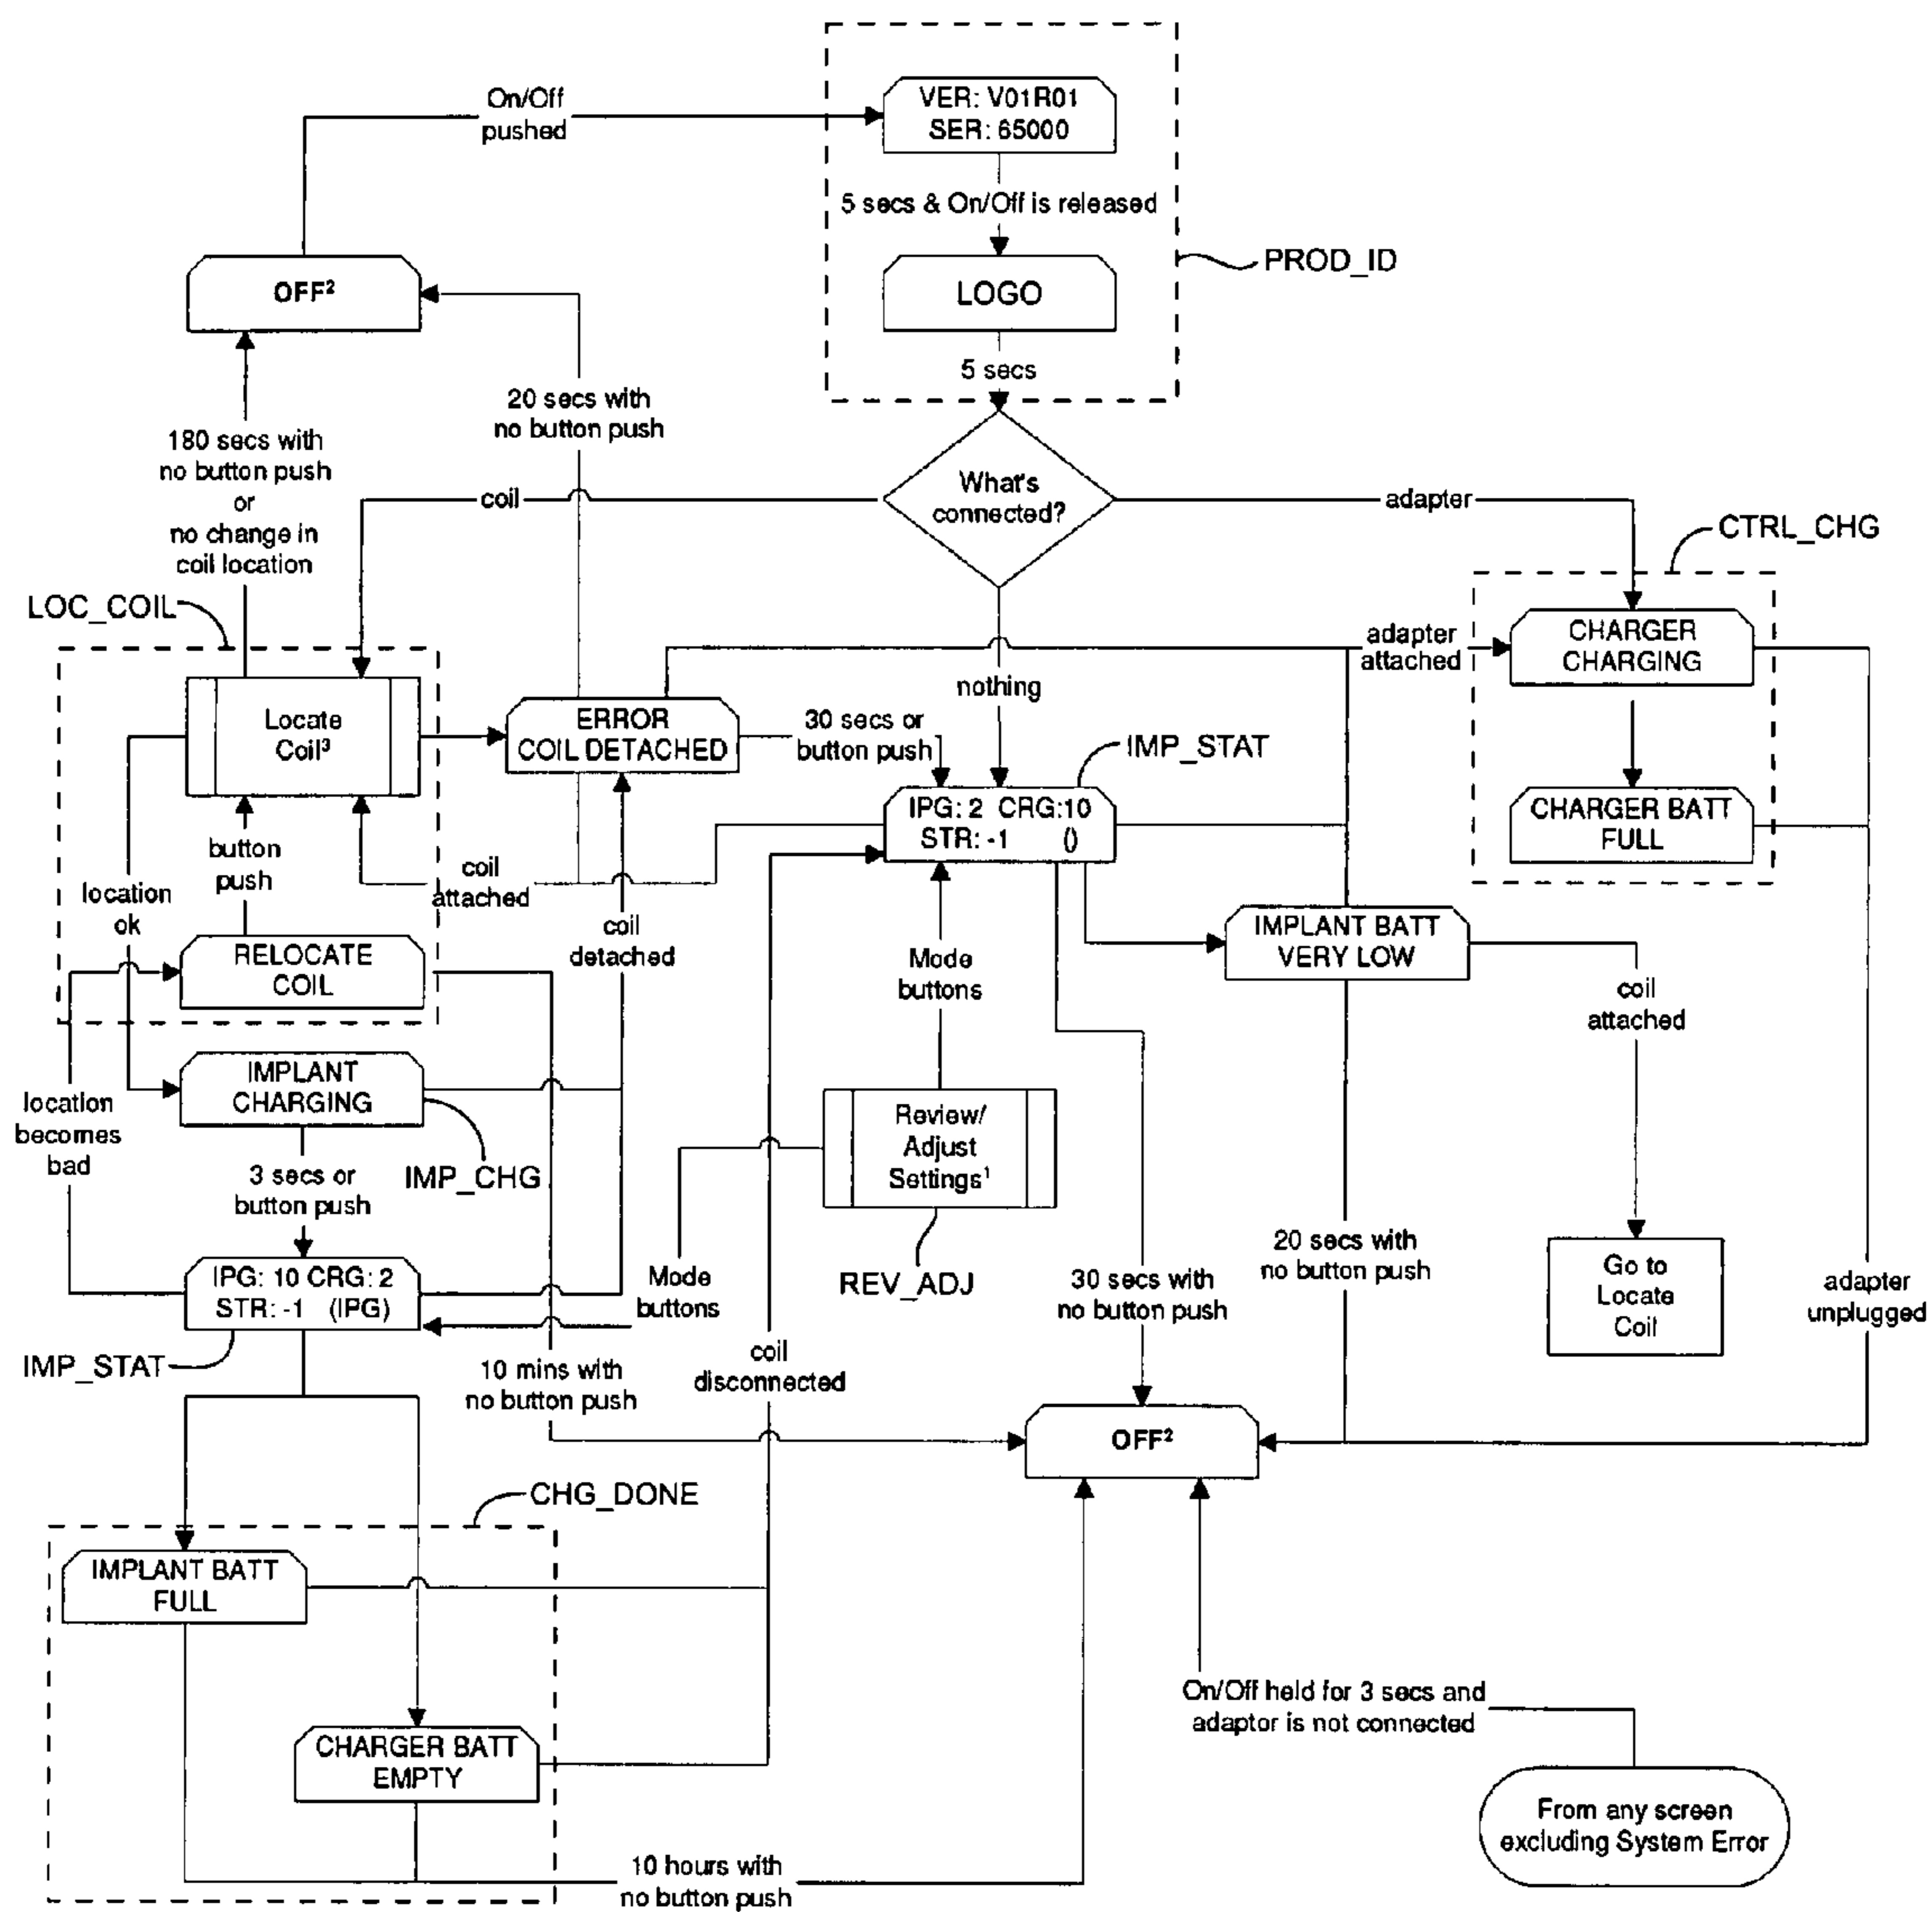 On/Off
pushed
VER: V01R01
SER: 65000
5 secs & On/Off is released
PROD_ID
OFF²
LOGO
5 secs
20 secs with
no button push
180 secs with
no button push
or
no change in
coil location
coil
What's
connected?
adapter
CTRL_CHG
LOC_COIL
adapter
attached
CHARGER
CHARGING
nothing
Locate
Coil³
ERROR
COIL DETACHED
30 secs or
button push
IMP_STAT
IPG: 2 CRG:10
STR: -1 ()
CHARGER BATT
FULL
button
push
coil
attached
location
ok
coil
detached
RELOCATE
COIL
Mode
buttons
IMPLANT BATT
VERY LOW
coil
attached
IMPLANT
CHARGING
location
becomes
bad
Review/
Adjust
Settings¹
3 secs or
button push
IMP_CHG
IPG: 10 CRG: 2
STR: -1 (IPG)
Mode
buttons
REV_ADJ
30 secs with
no button push
20 secs with
no button push
Go to
Locate
Coil
adapter
unplugged
IMP_STAT
10 mins with
no button push
coil
disconnected
OFF²
CHG_DONE
IMPLANT BATT
FULL
On/Off held for 3 secs and
adaptor is not connected
CHARGER BATT
EMPTY
From any screen
excluding System Error
10 hours with
no button push